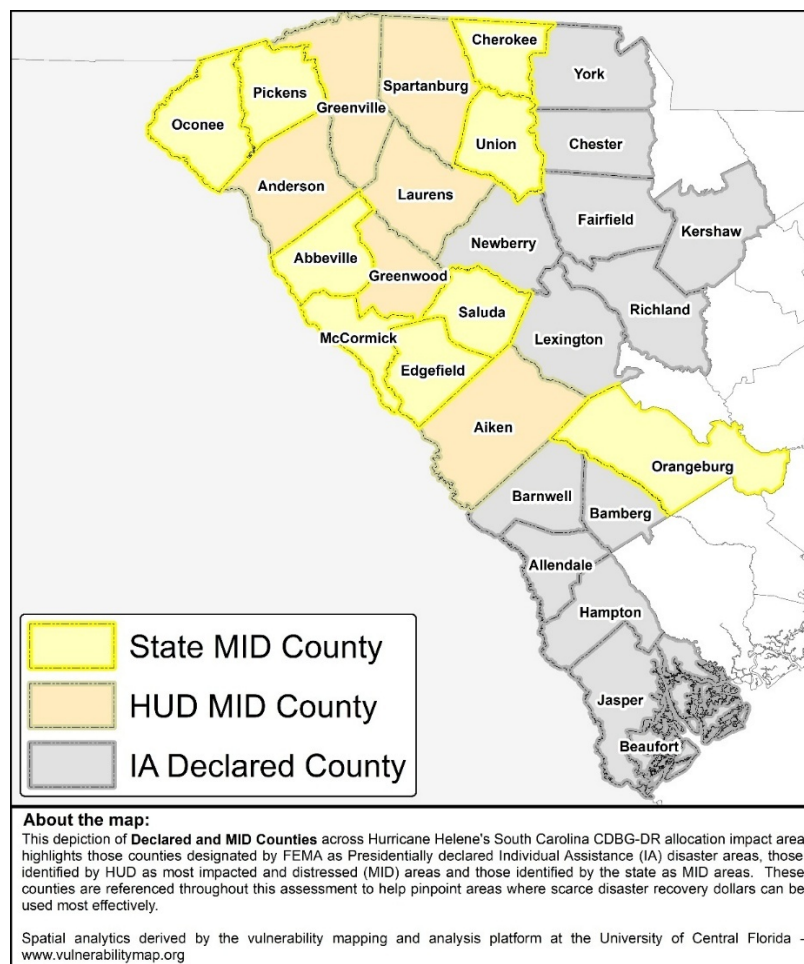 Cherokee
York
Spartanburg
Pickens
Greenville
Oconee
Union
Chester
Anderson
Laurens
Fairfield
Kershaw
Newberry
Abbeville
Greenwood
Richland
Saluda
McCormick
Lexington
Edgefield
Aiken
Orangeburg
Barnwell
Bamberg
Allendale
Hampton
Jasper
Beaufort
State MID County
HUD MID County
IA Declared County
About the map:
This depiction of Declared and MID Counties across Hurricane Helene's South Carolina CDBG-DR allocation impact area
highlights those counties designated by FEMA as Presidentially declared Individual Assistance (IA) disaster areas, those
identified by HUD as most impacted and distressed (MID) areas and those identified by the state as MID areas. These
counties are referenced throughout this assessment to help pinpoint areas where scarce disaster recovery dollars can be
used most effectively.
Spatial analytics derived by the vulnerability mapping and analysis platform at the University of Central Florida -
www.vulnerabilitymap.org